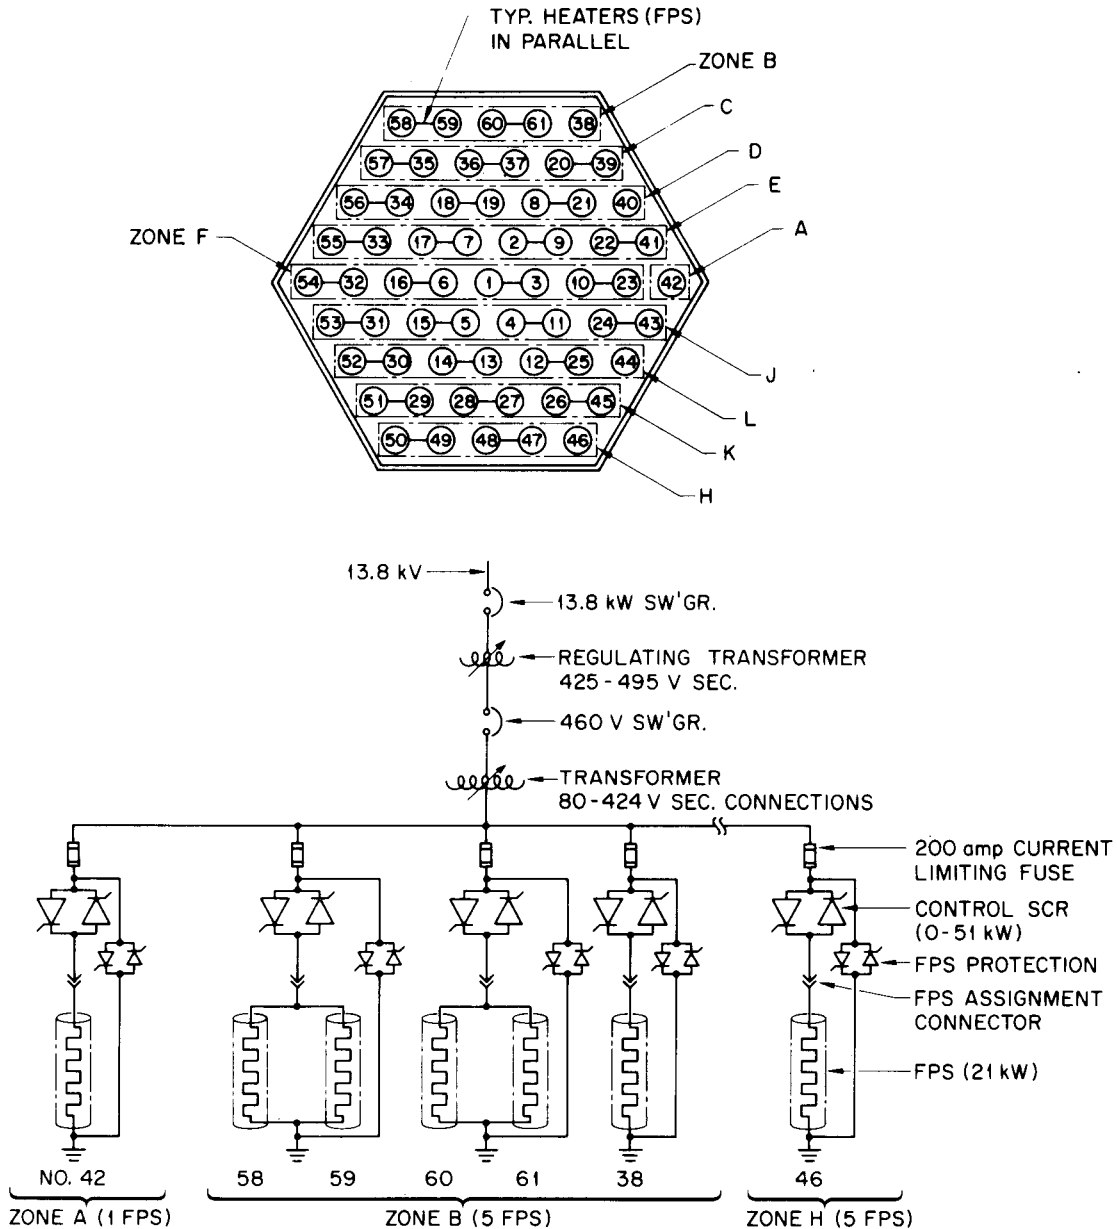 TYP. HEATERS (FPS)
IN PARALLEL
ZONE B
C
D
E
A
ZONE F
58 59 60 61 38
57 35 36 37 20 39
56 34 18 19 8 21 40
55 33 17 7 2 9 22 41
54 32 16 6 1 3 10 23 42
53 31 15 5 4 11 24 43
52 30 14 13 12 25 44
51 29 28 27 26 45
50 49 48 47 46
J
L
K
H
13.8 kV
13.8 kW SW'GR.
REGULATING TRANSFORMER
425-495 V SEC.
460 V SW'GR.
TRANSFORMER
80-424 V SEC. CONNECTIONS
200 amp CURRENT
LIMITING FUSE
CONTROL SCR
(0-51 kW)
FPS PROTECTION
FPS ASSIGNMENT
CONNECTOR
FPS (21 kW)
NO. 42 58 59 60 61 38 46
ZONE A (1 FPS) ZONE B (5 FPS) ZONE H (5 FPS)